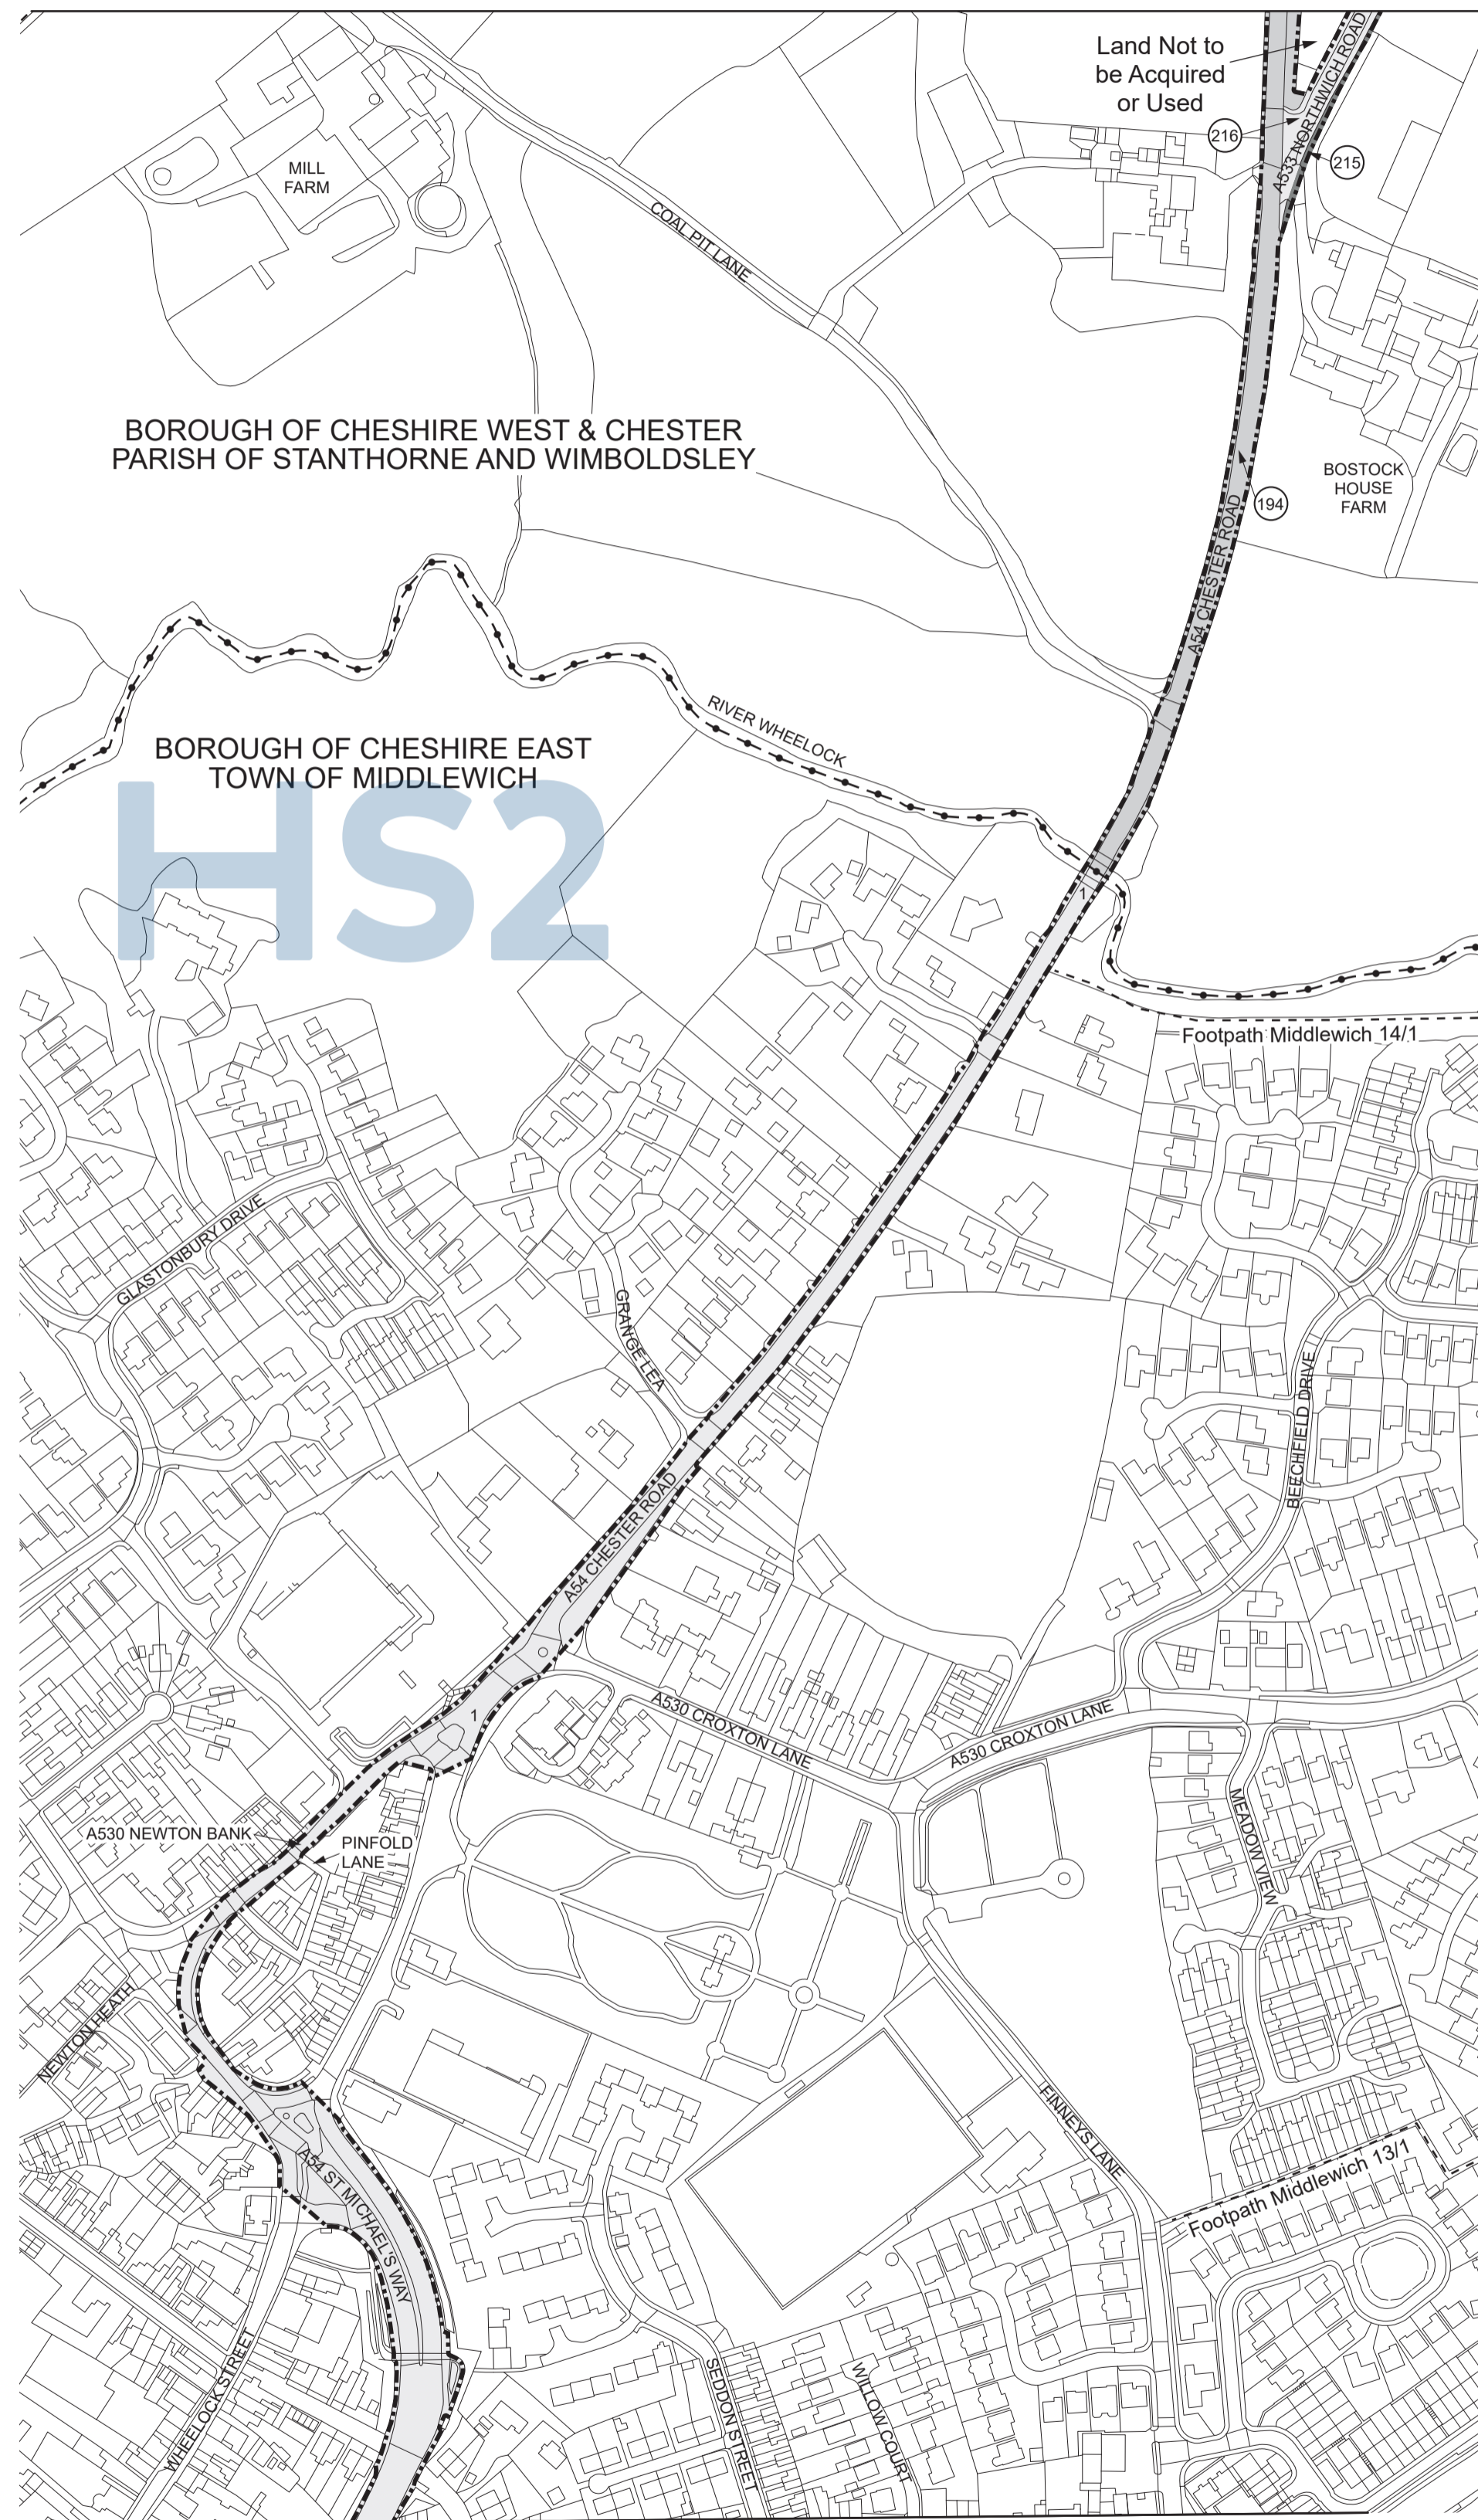 Land Not to
be Acquired
or Used
A533 NORTHWICH ROAD
216
215
MILL
FARM
COAL PIT LANE
BOROUGH OF CHESHIRE WEST & CHESTER
PARISH OF STANTHORNE AND WIMBOLDSLEY
BOSTOCK
HOUSE
FARM
194
A54 CHESTER ROAD
RIVER WHEELOCK
BOROUGH OF CHESHIRE EAST
TOWN OF MIDDLEWICH
HS2
1
Footpath Middlewich 14/1
GLASTONBURY DRIVE
GRANGE LEA
BEECHFIELD DRIVE
A54 CHESTER ROAD
1
A530 CROXTON LANE
A530 CROXTON LANE
MEADOW VIEW
A530 NEWTON BANK
PINFOLD
LANE
NEWTON HEATH
FINNEYS LANE
A54 ST MICHAEL'S WAY
Footpath Middlewich 13/1
WHEELOCK STREET
SEDDON STREET
WILLOW COURT